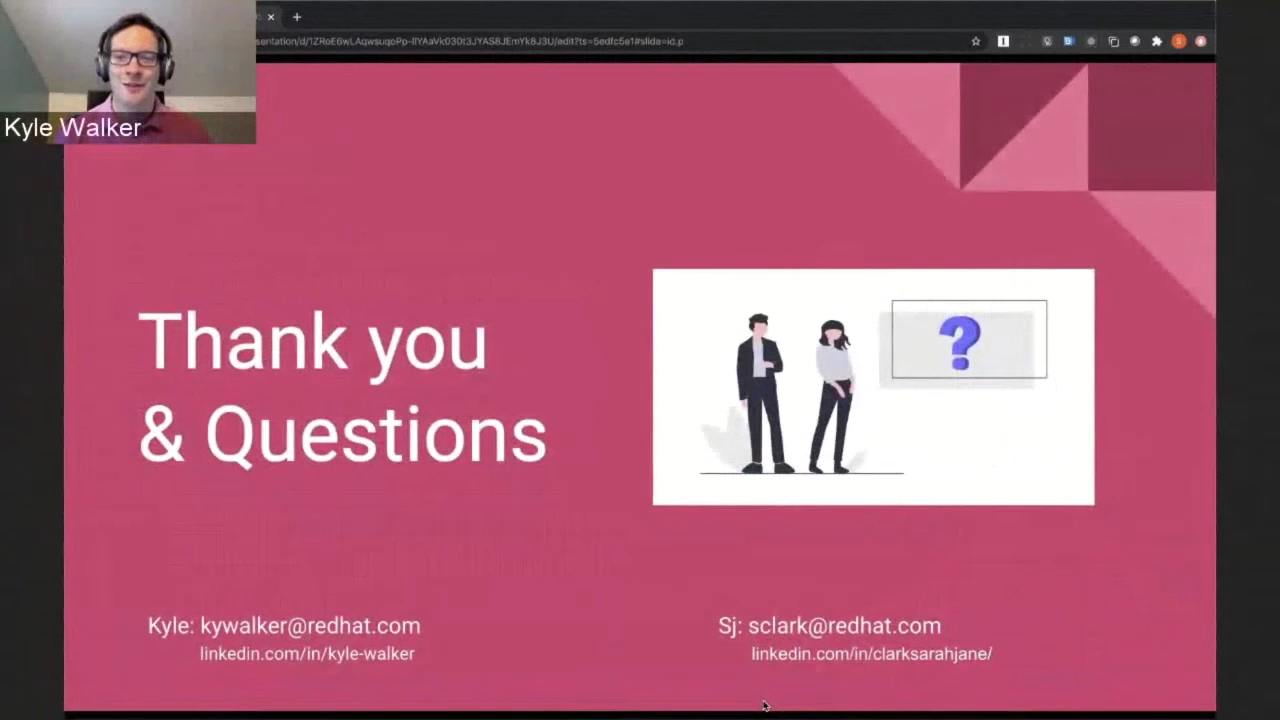 Kyle Walker
Thank you
& Questions
?
Kyle: kywalker@redhat.com
linkedin.com/in/kyle-walker
Sj: sclark@redhat.com
linkedin.com/in/clarksarahjane/